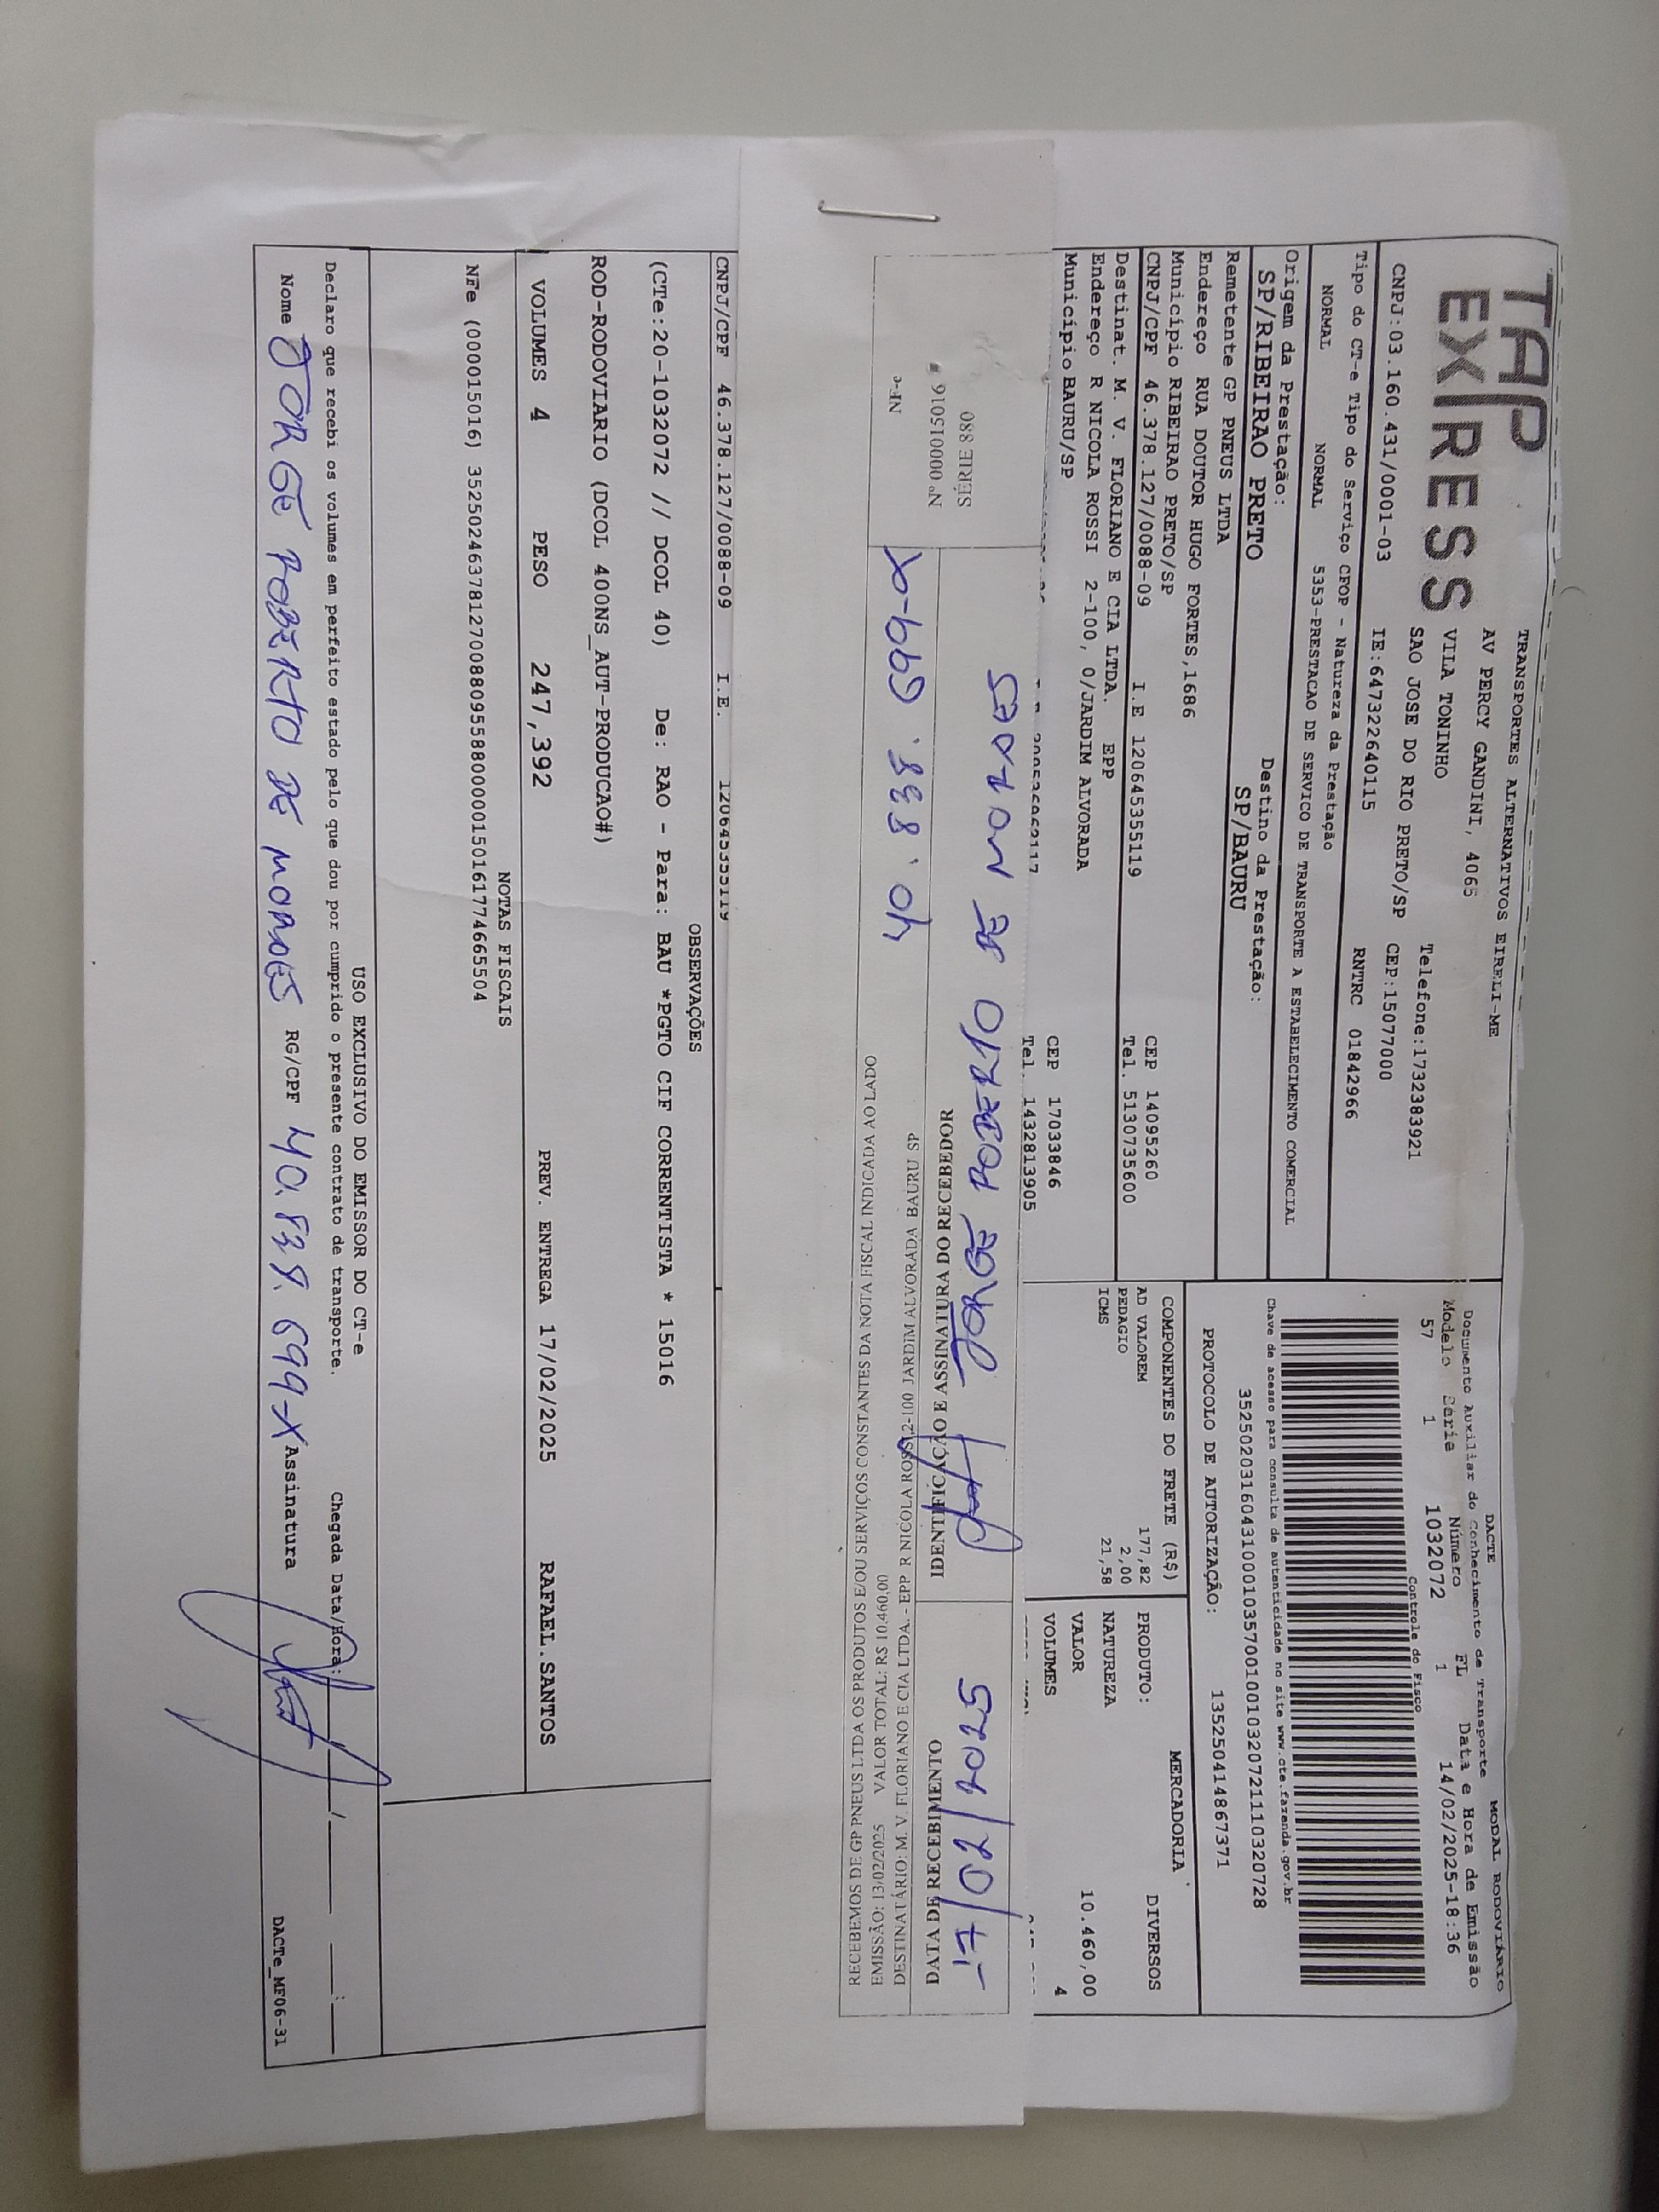 TAP EXPRESS
TRANSPORTES ALTERNATIVOS EIRELI-ME
AV PERCY GANDINI, 4065
VILA TONINHO
SAO JOSE DO RIO PRETO/SP
Telefone:1732383921
CEP:15077000
CNPJ:03.160.431/0001-03 IE:647322640115 RNTRC 01842966
Tipo do CT-e Tipo do Serviço CFOP - Natureza da Prestação
NORMAL NORMAL 5353-PRESTACAO DE SERVICO DE TRANSPORTE A ESTABELECIMENTO COMERCIAL
Origem da Prestação: Destino da Prestação:
SP/RIBEIRAO PRETO SP/BAURU
Remetente GP PNEUS LTDA
Endereço RUA DOUTOR HUGO FORTES,1686
Município RIBEIRAO PRETO/SP CEP 14095260
CNPJ/CPF 46.378.127/0088-09 I.E 120645355119 Tel. 5130735600
Destinat. M. V. FLORIANO E CIA LTDA. EPP
Endereço R NICOLA ROSSI 2-100, 0/JARDIM ALVORADA
Município BAURU/SP CEP 17033846
Tel. 1432813905
DACTE MODAL RODOVIÁRIO
Documento Auxiliar do Conhecimento de Transporte
Modelo Série Número FL Data e Hora de Emissão
57 1 1032072 1 14/02/2025-18:36
Controle do Fisco
Chave de acesso para consulta de autenticidade no site www.cte.fazenda.gov.br
35250203160431000103570010010320721110320728
PROTOCOLO DE AUTORIZAÇÃO: 135250414867371
COMPONENTES DO FRETE (R$)
AD VALOREM 177,82
PEDAGIO 2,00
ICMS 21,58
MERCADORIA
PRODUTO: DIVERSOS
NATUREZA
VALOR 10.460,00
VOLUMES 4
RECEBEMOS DE GP PNEUS LTDA OS PRODUTOS E/OU SERVIÇOS CONSTANTES DA NOTA FISCAL INDICADA AO LADO
EMISSÃO: 13/02/2025 VALOR TOTAL: R$ 10.460,00
DESTINATÁRIO: M. V. FLORIANO E CIA LTDA. - EPP R NICOLA ROSSI,2-100 JARDIM ALVORADA BAURU SP
DATA DE RECEBIMENTO
17/02/2025
IDENTIFICAÇÃO E ASSINATURA DO RECEBEDOR
JORGE ROBERTO DE MORAES
40.838.699-X
NF-e
Nº 000015016
SÉRIE 880
CNPJ/CPF 46.378.127/0088-09 I.E. 120645355119
OBSERVAÇÕES
(CTe:20-1032072 // DCOL 40) De: RAO - Para: BAU *PGTO CIF CORRENTISTA * 15016
ROD-RODOVIARIO (DCOL 400NS_AUT-PRODUCAO#)
VOLUMES 4 PESO 247,392 PREV. ENTREGA 17/02/2025 RAFAEL.SANTOS
NOTAS FISCAIS
NFe (000015016) 35250246378127008809558800000150161774665504
USO EXCLUSIVO DO EMISSOR DO CT-e
Declaro que recebi os volumes em perfeito estado pelo que dou por cumprido o presente contrato de transporte. Chegada Data/Hora:
Nome JORGE ROBERTO DE MORAES RG/CPF 40.838.699-X Assinatura
DACTe_MF06-31